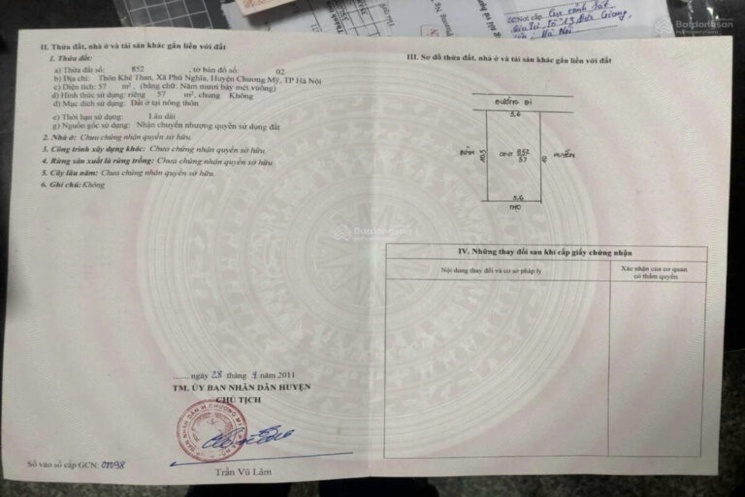 II. Thửa đất, nhà ở và tài sản khác gắn liền với đất
1. Thửa đất:
a) Thửa đất số: 852 , tờ bản đồ số: 02
b) Địa chỉ: Thôn Khê Than, Xã Phú Nghĩa, Huyện Chương Mỹ, TP Hà Nội
c) Diện tích: 57 m², (bằng chữ: Năm mươi bảy mét vuông)
d) Hình thức sử dụng: riêng 57 m², chung Không
đ) Mục đích sử dụng: Đất ở tại nông thôn
e) Thời hạn sử dụng: Lâu dài
g) Nguồn gốc sử dụng: Nhận chuyển nhượng quyền sử dụng đất
2. Nhà ở: Chưa chứng nhận quyền sở hữu.
3. Công trình xây dựng khác: Chưa chứng nhận quyền sở hữu.
4. Rừng sản xuất là rừng trồng: Chưa chứng nhận quyền sở hữu.
5. Cây lâu năm: Chưa chứng nhận quyền sở hữu.
6. Ghi chú: Không
ngày 28 tháng 4 năm 2011
TM. ỦY BAN NHÂN DÂN HUYỆN
CHỦ TỊCH
Trần Vũ Lâm
Số vào sổ cấp GCN: 00098
III. Sơ đồ thửa đất, nhà ở và tài sản khác gắn liền với đất
ĐƯỜNG ĐI
5,6
852
57
5,6
THO
IV. Những thay đổi sau khi cấp giấy chứng nhận
Nội dung thay đổi và cơ sở pháp lý
Xác nhận của cơ quan
có thẩm quyền
Batdongsan